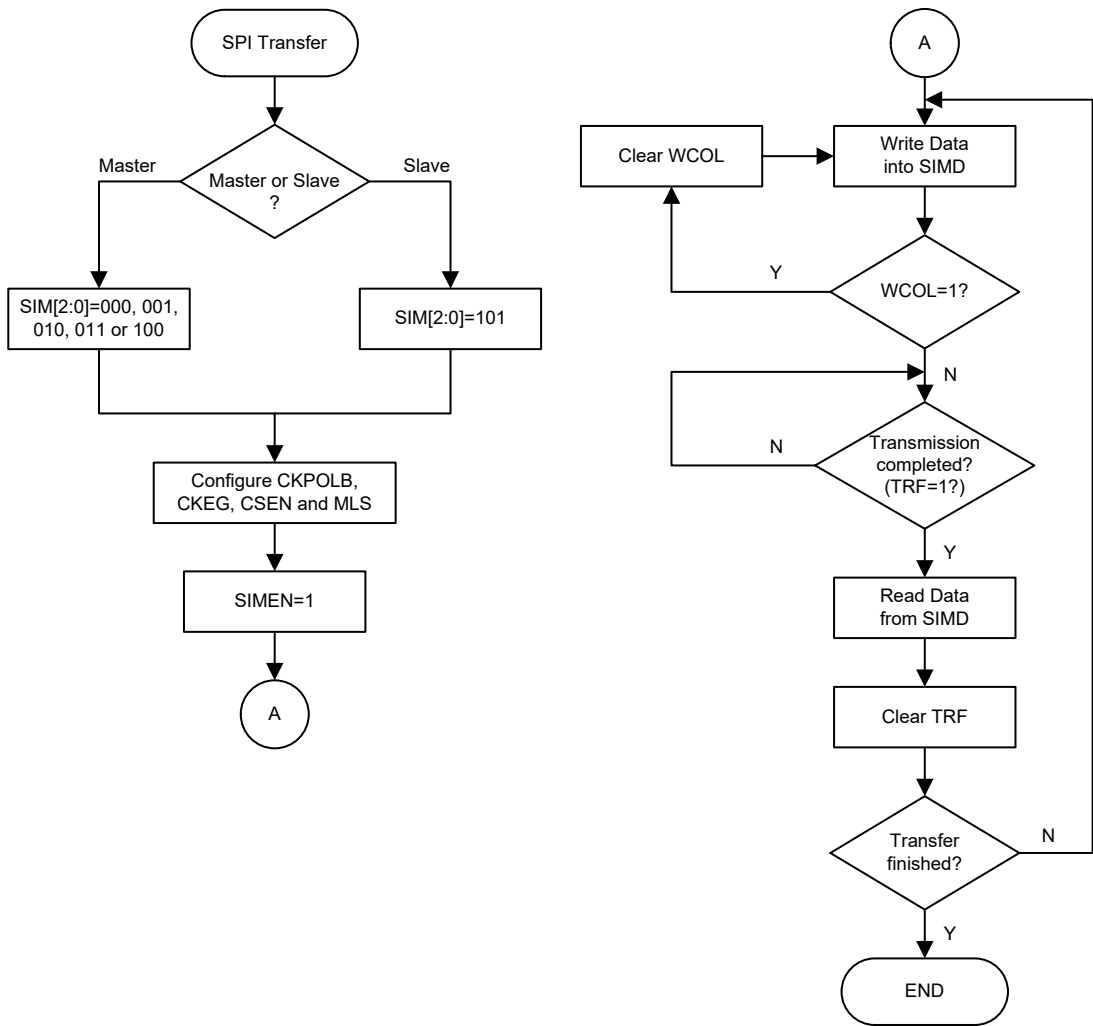 SPI Transfer
Master
Master or Slave
?
Slave
SIM[2:0]=000, 001,
010, 011 or 100
SIM[2:0]=101
Configure CKPOLB,
CKEG, CSEN and MLS
SIMEN=1
A
A
Clear WCOL
Write Data
into SIMD
Y
WCOL=1?
N
N
Transmission
completed?
(TRF=1?)
Y
Read Data
from SIMD
Clear TRF
Transfer
finished?
N
Y
END